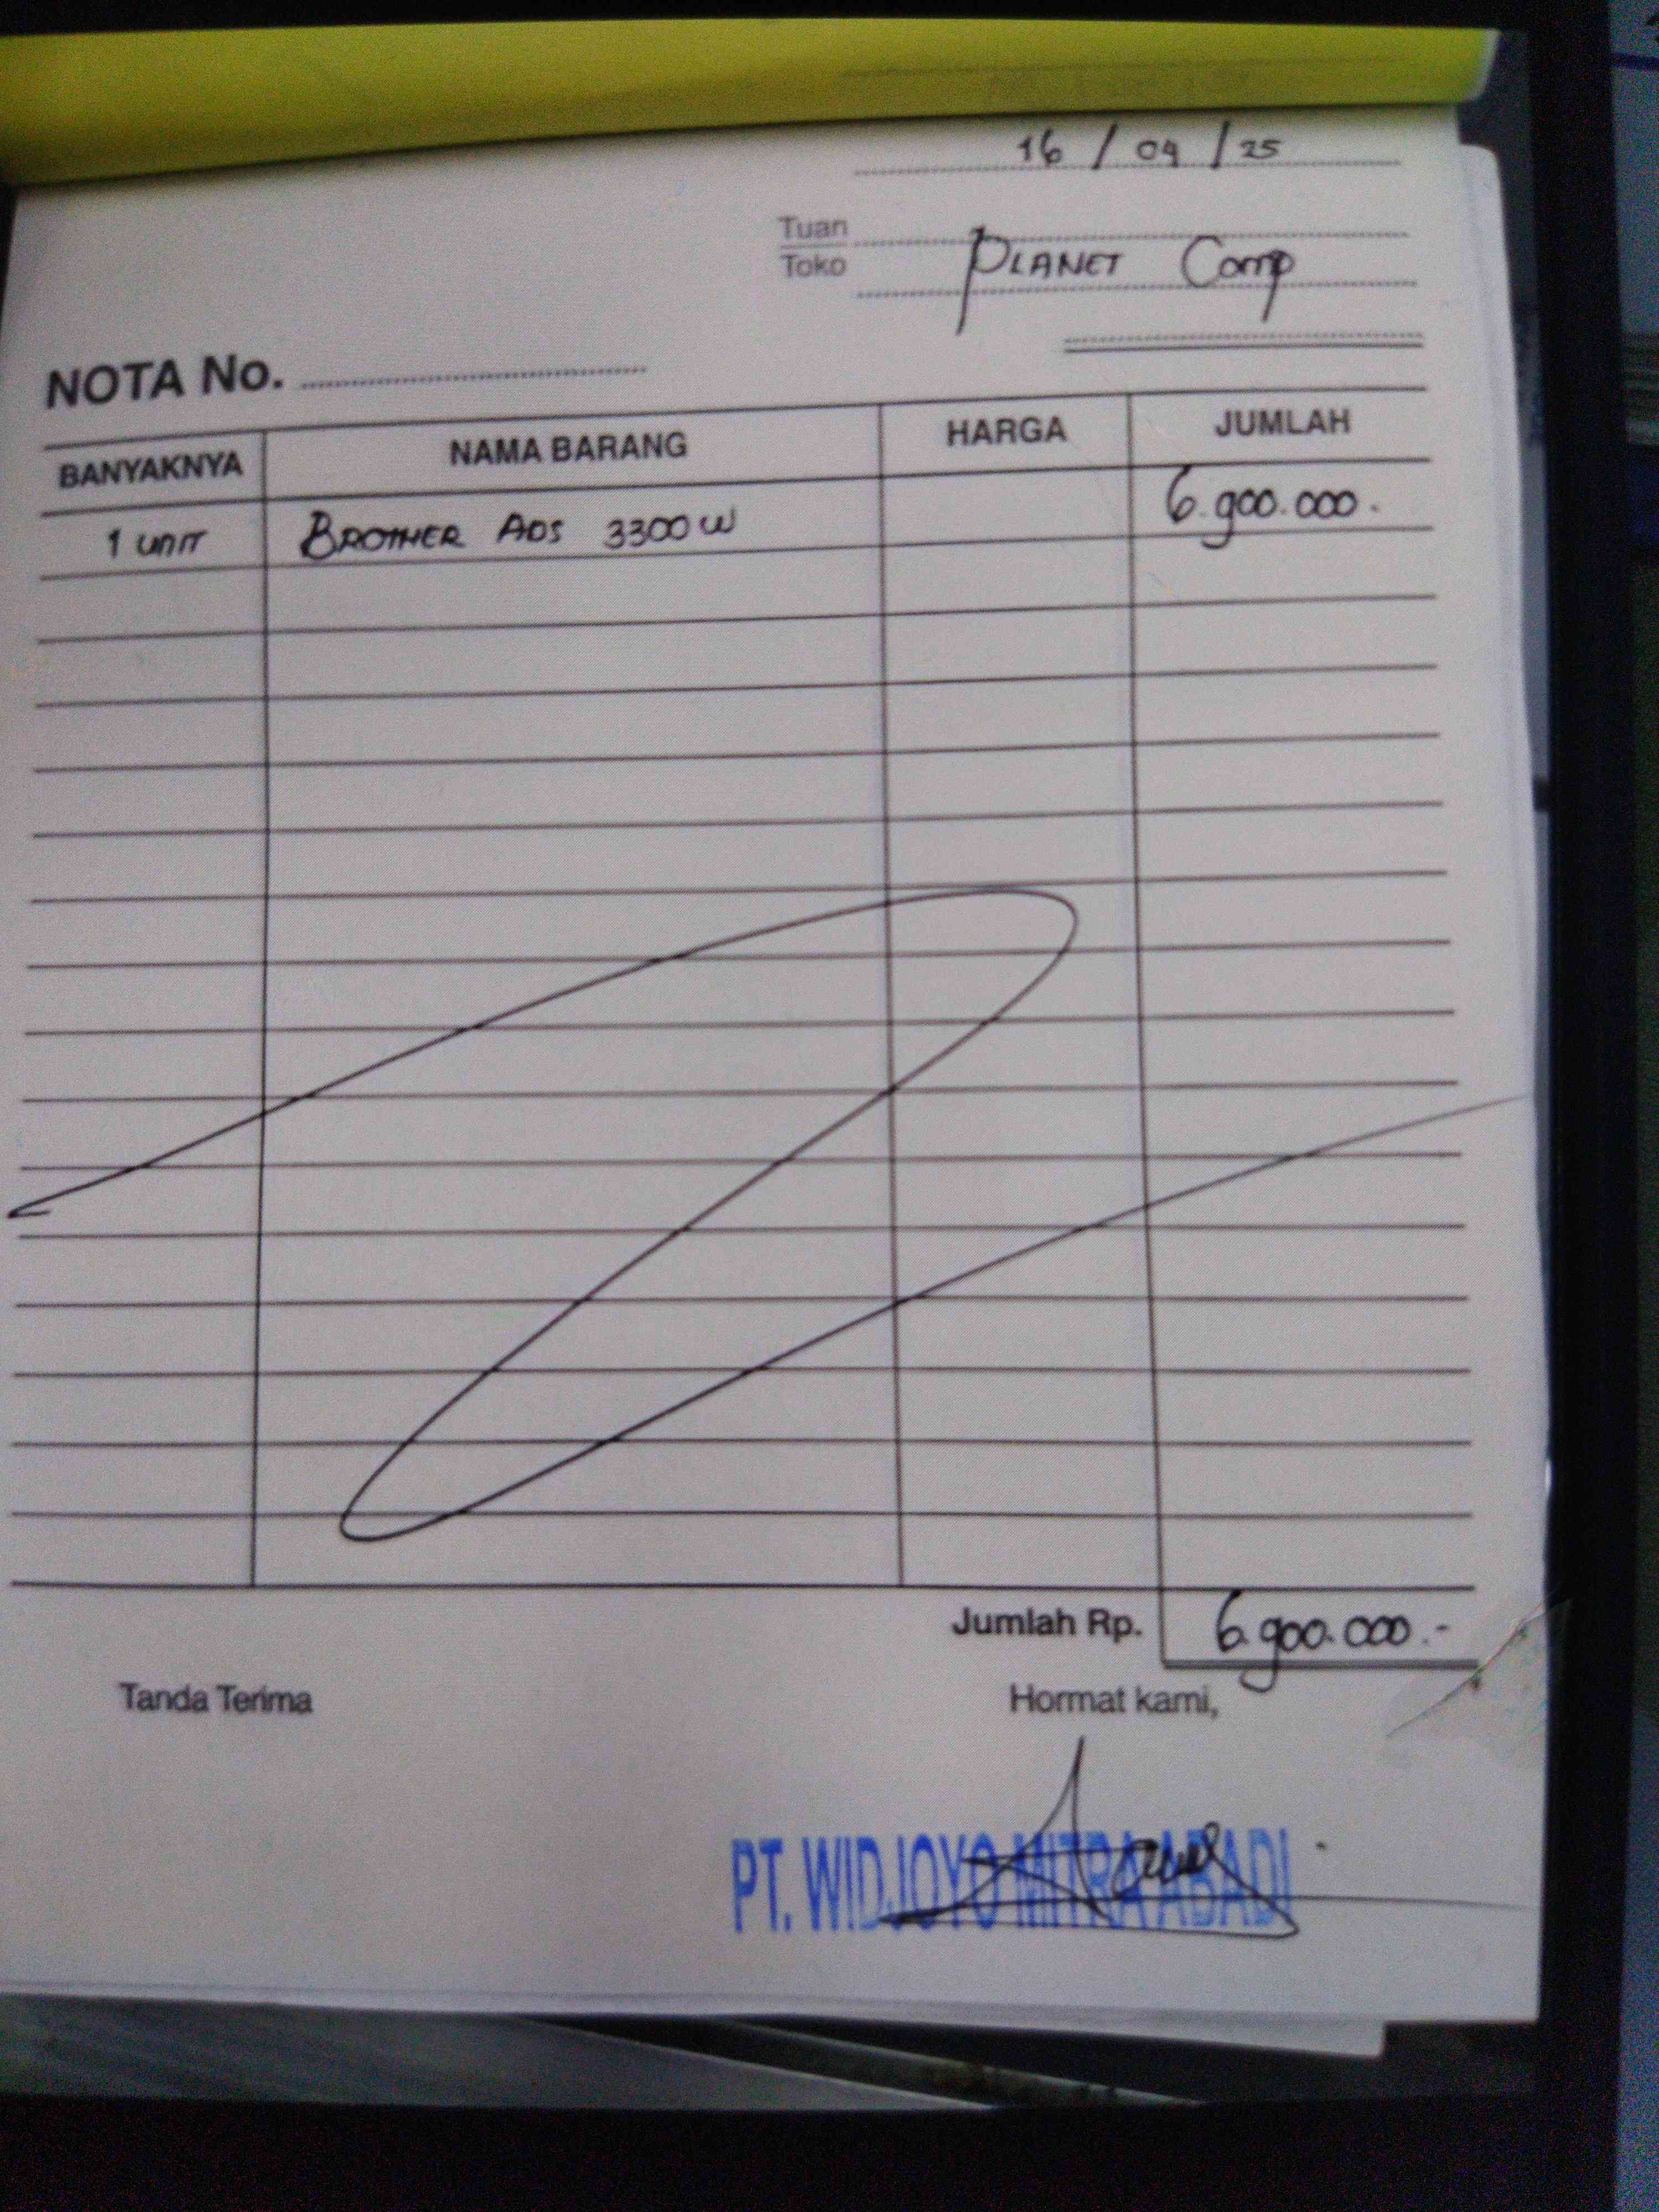 16 / 04 / 25
Tuan
Toko
PLANET Comp
NOTA No.
BANYAKNYA NAMA BARANG HARGA JUMLAH
1 UNIT BROTHER ADS 3300 W 6.900.000.
Jumlah Rp. 6.900.000.-
Tanda Terima Hormat kami,
PT. WIDJOYO MITRA ABADI